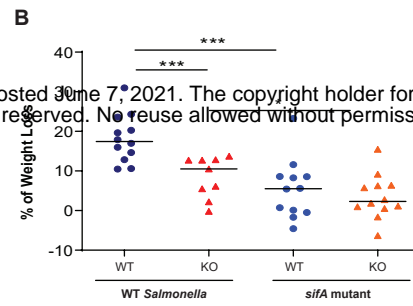 B
40
***
***
osted June 7, 2021. The copyright holder for
30
reserved. No reuse allowed without permiss
*
20
10
0
-10
% of Weight Loss
WT KO WT KO
WT Salmonella sifA mutant